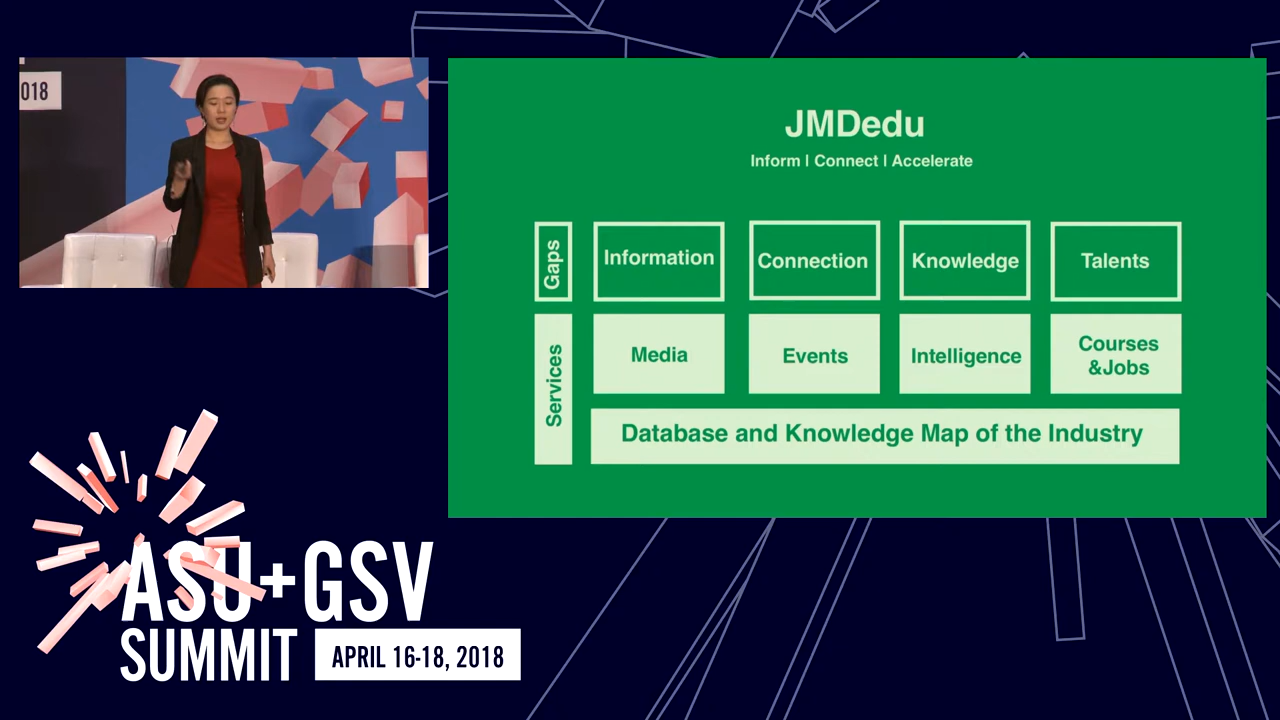 018
JMDedu
Inform | Connect | Accelerate
Gaps
Information
Connection
Knowledge
Talents
Services
Media
Events
Intelligence
Courses
&Jobs
Database and Knowledge Map of the Industry
ASU+GSV
SUMMIT
APRIL 16-18, 2018